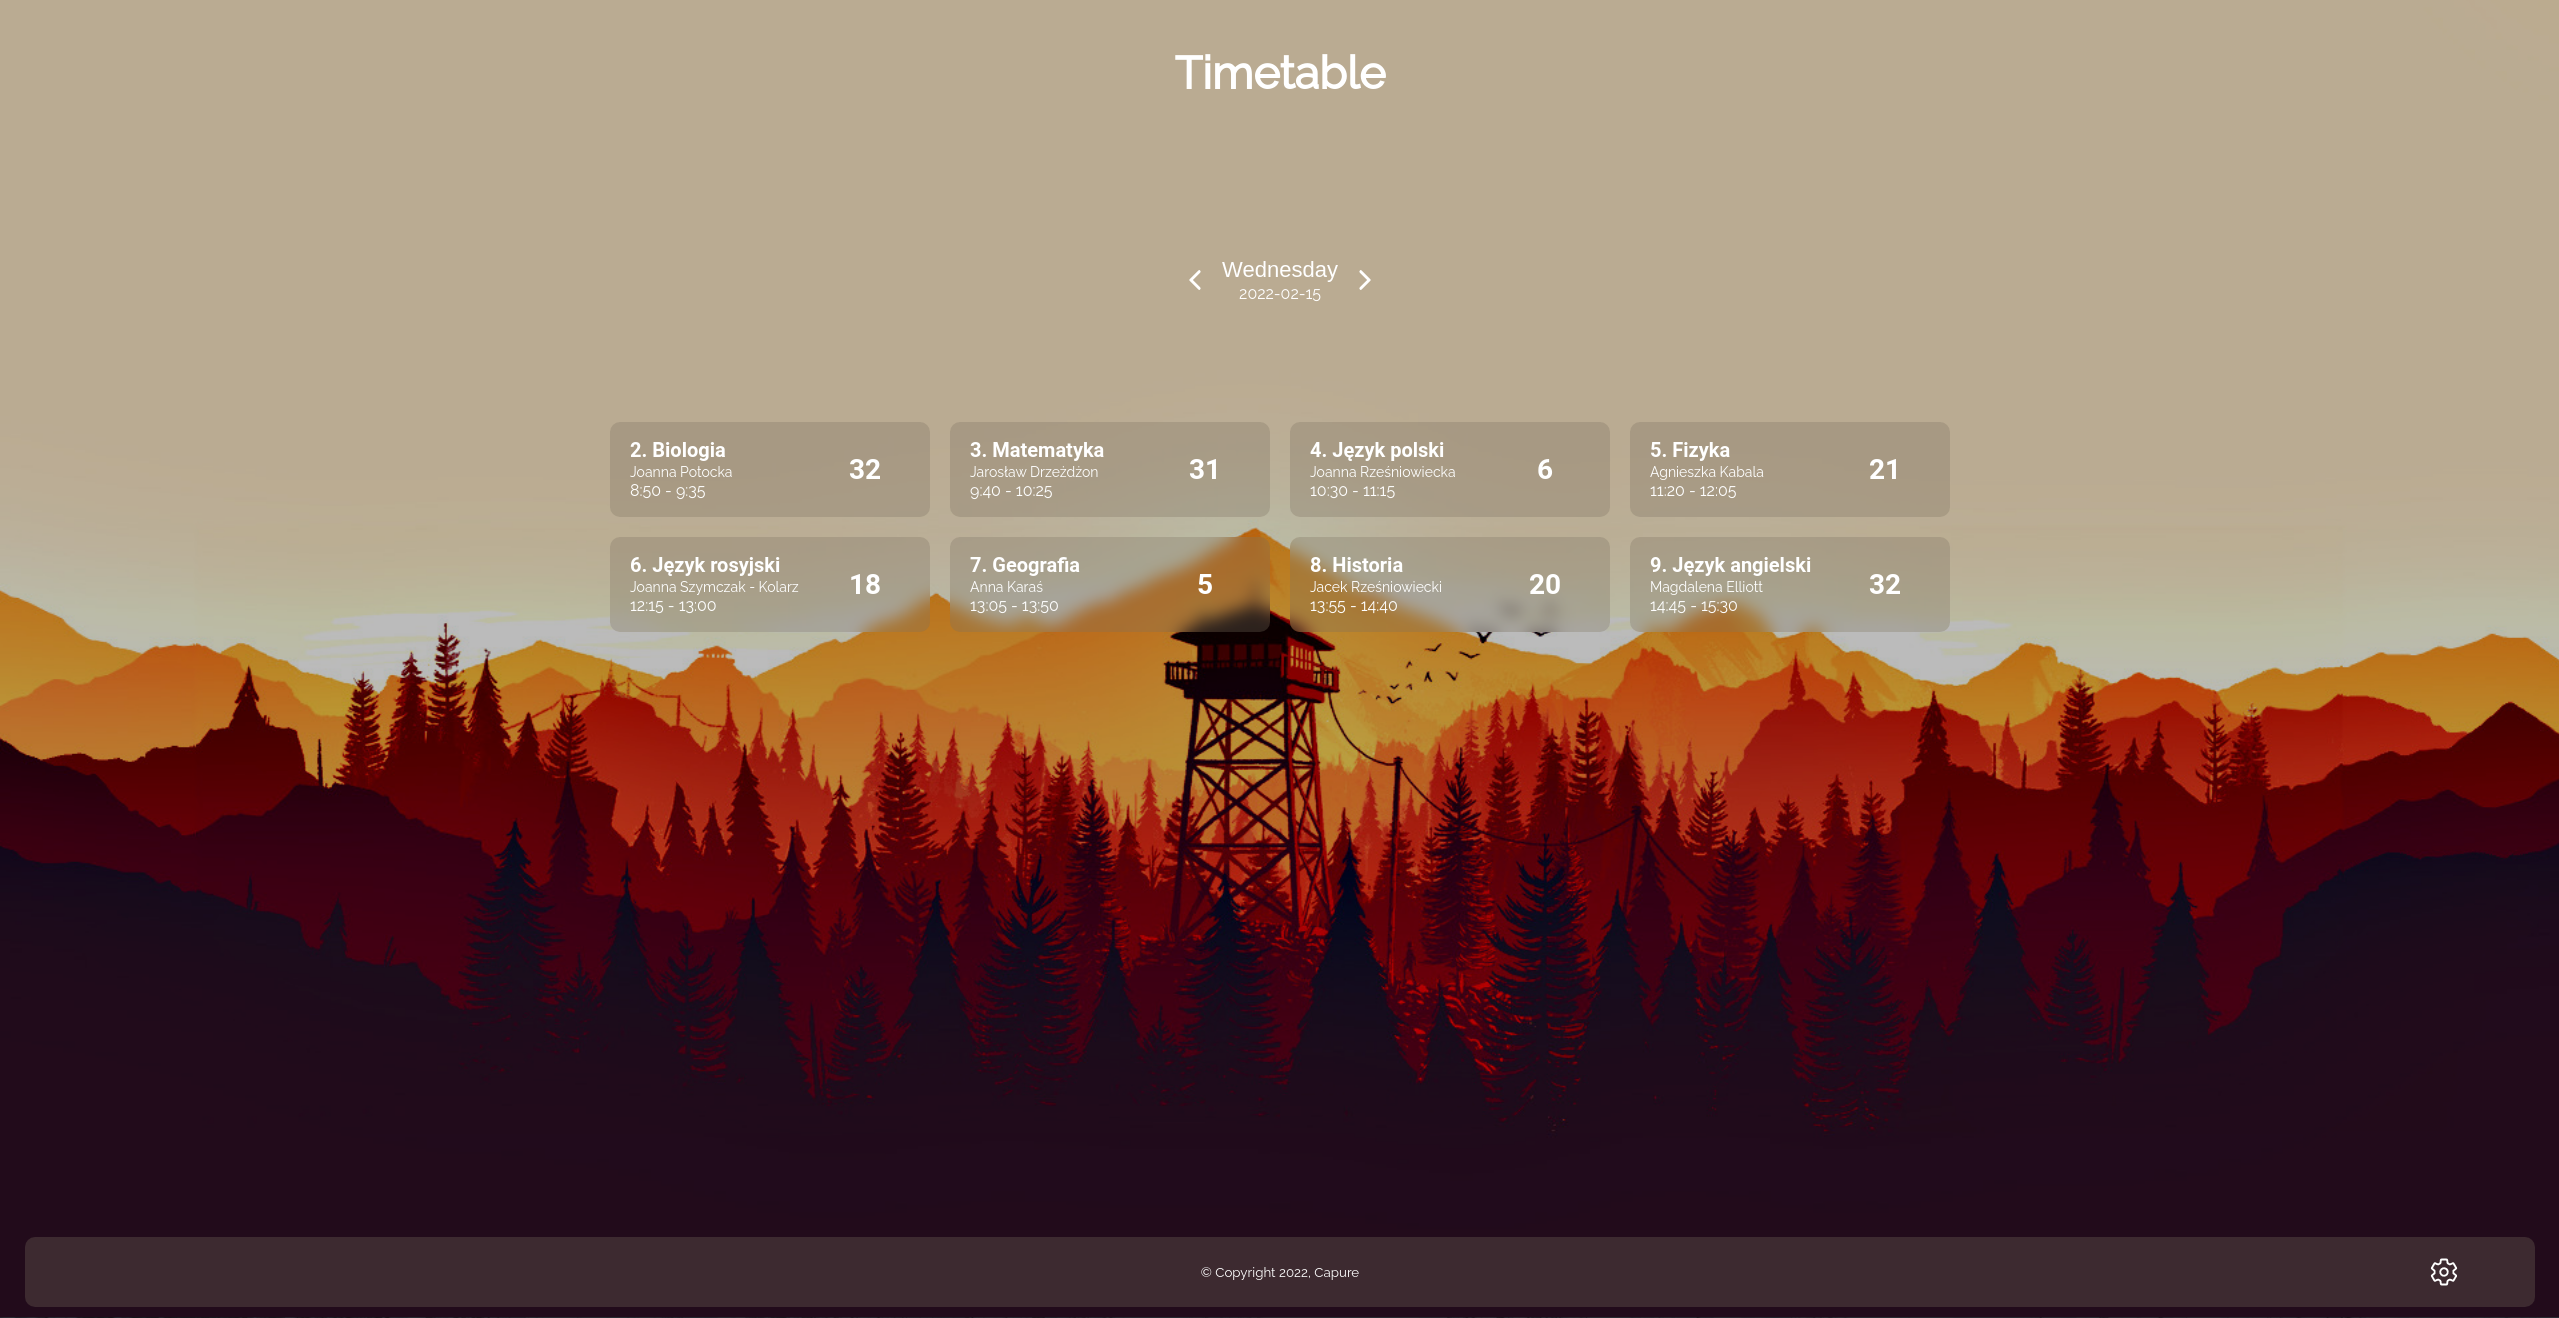 Timetable
Wednesday
2022-02-15
2. Biologia
Joanna Potocka
8:50 - 9:35
32
3. Matematyka
Jarosław Drzeżdżon
9:40 - 10:25
31
4. Język polski
Joanna Rześniowiecka
10:30 - 11:15
6
5. Fizyka
Agnieszka Kabala
11:20 - 12:05
21
6. Język rosyjski
Joanna Szymczak - Kolarz
12:15 - 13:00
18
7. Geografia
Anna Karaś
13:05 - 13:50
5
8. Historia
Jacek Rześniowiecki
13:55 - 14:40
20
9. Język angielski
Magdalena Elliott
14:45 - 15:30
32
© Copyright 2022, Capure